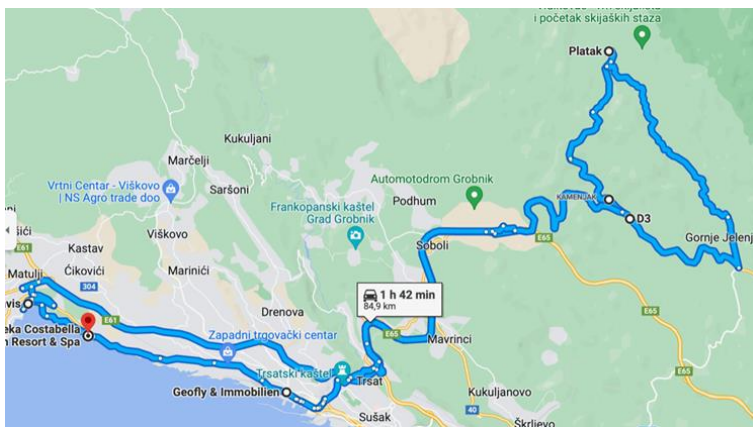 i početak skijaških staza
Platak
Kukuljani
Marčelji
Saršoni
Vrtni Centar - Viškovo
| NS Agro trade doo
Automotodrom Grobnik
Podhum
Frankopanski kaštel
Grad Grobnik
KAMENJAK
D3
Viškovo
Soboli
E65
Gornje Jelenje
E61
Kastav
Matulji
Ćikovići
304
Marinići
Drenova
1 h 42 min
84,9 km
eka Costabella
n Resort & Spa
E61
Zapadni trgovački centar
E65
Mavrinci
Trsatski kaštel
Trsat
Geofly & Immobilien
E65
Kukuljanovo
Sušak
40
Škrljevo